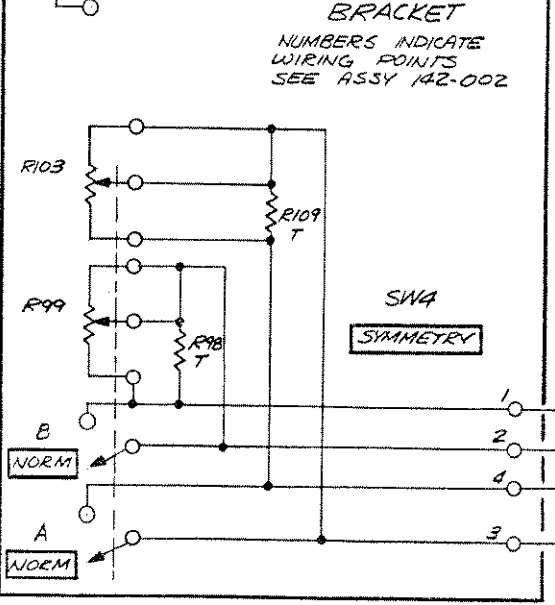 BRACKET
NUMBERS INDICATE
WIRING POINTS
SEE ASSY 142-002
R103
R109
T
R99
SW4
SYMMETRY
R98
T
1
B
2
NORM
4
A
3
NORM